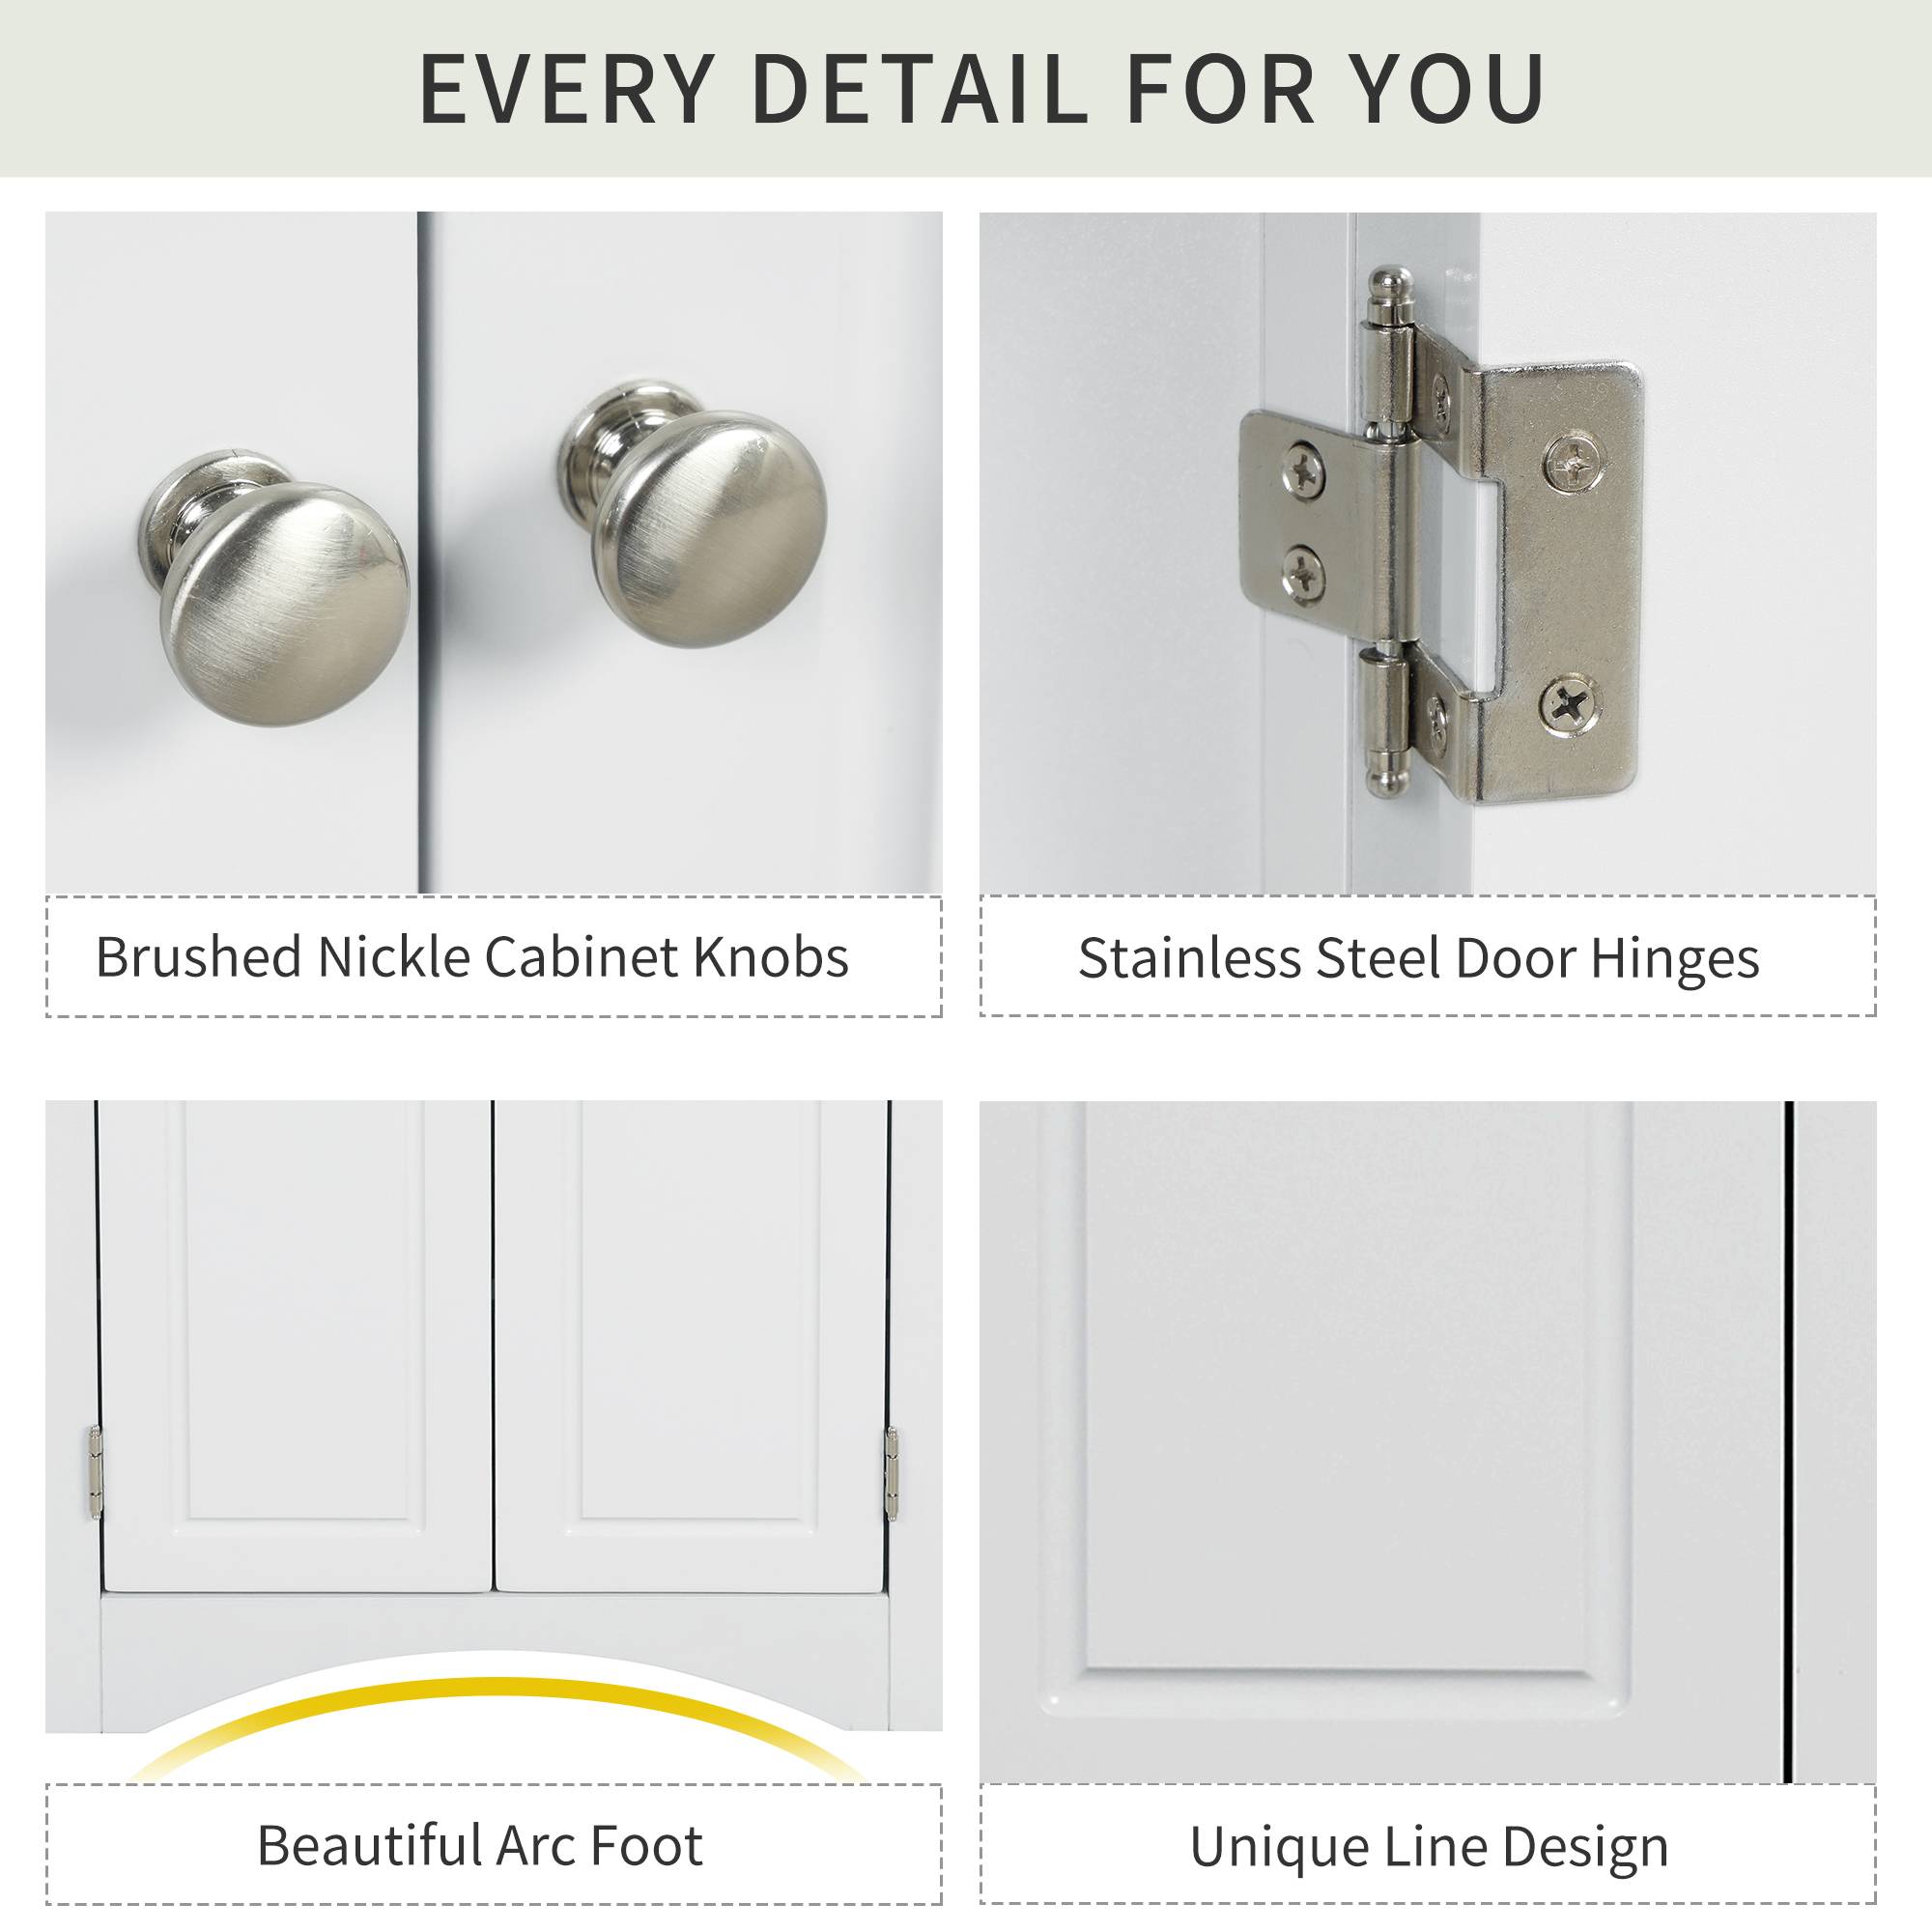 EVERY DETAIL FOR YOU
Brushed Nickle Cabinet Knobs
Stainless Steel Door Hinges
Beautiful Arc Foot
Unique Line Design